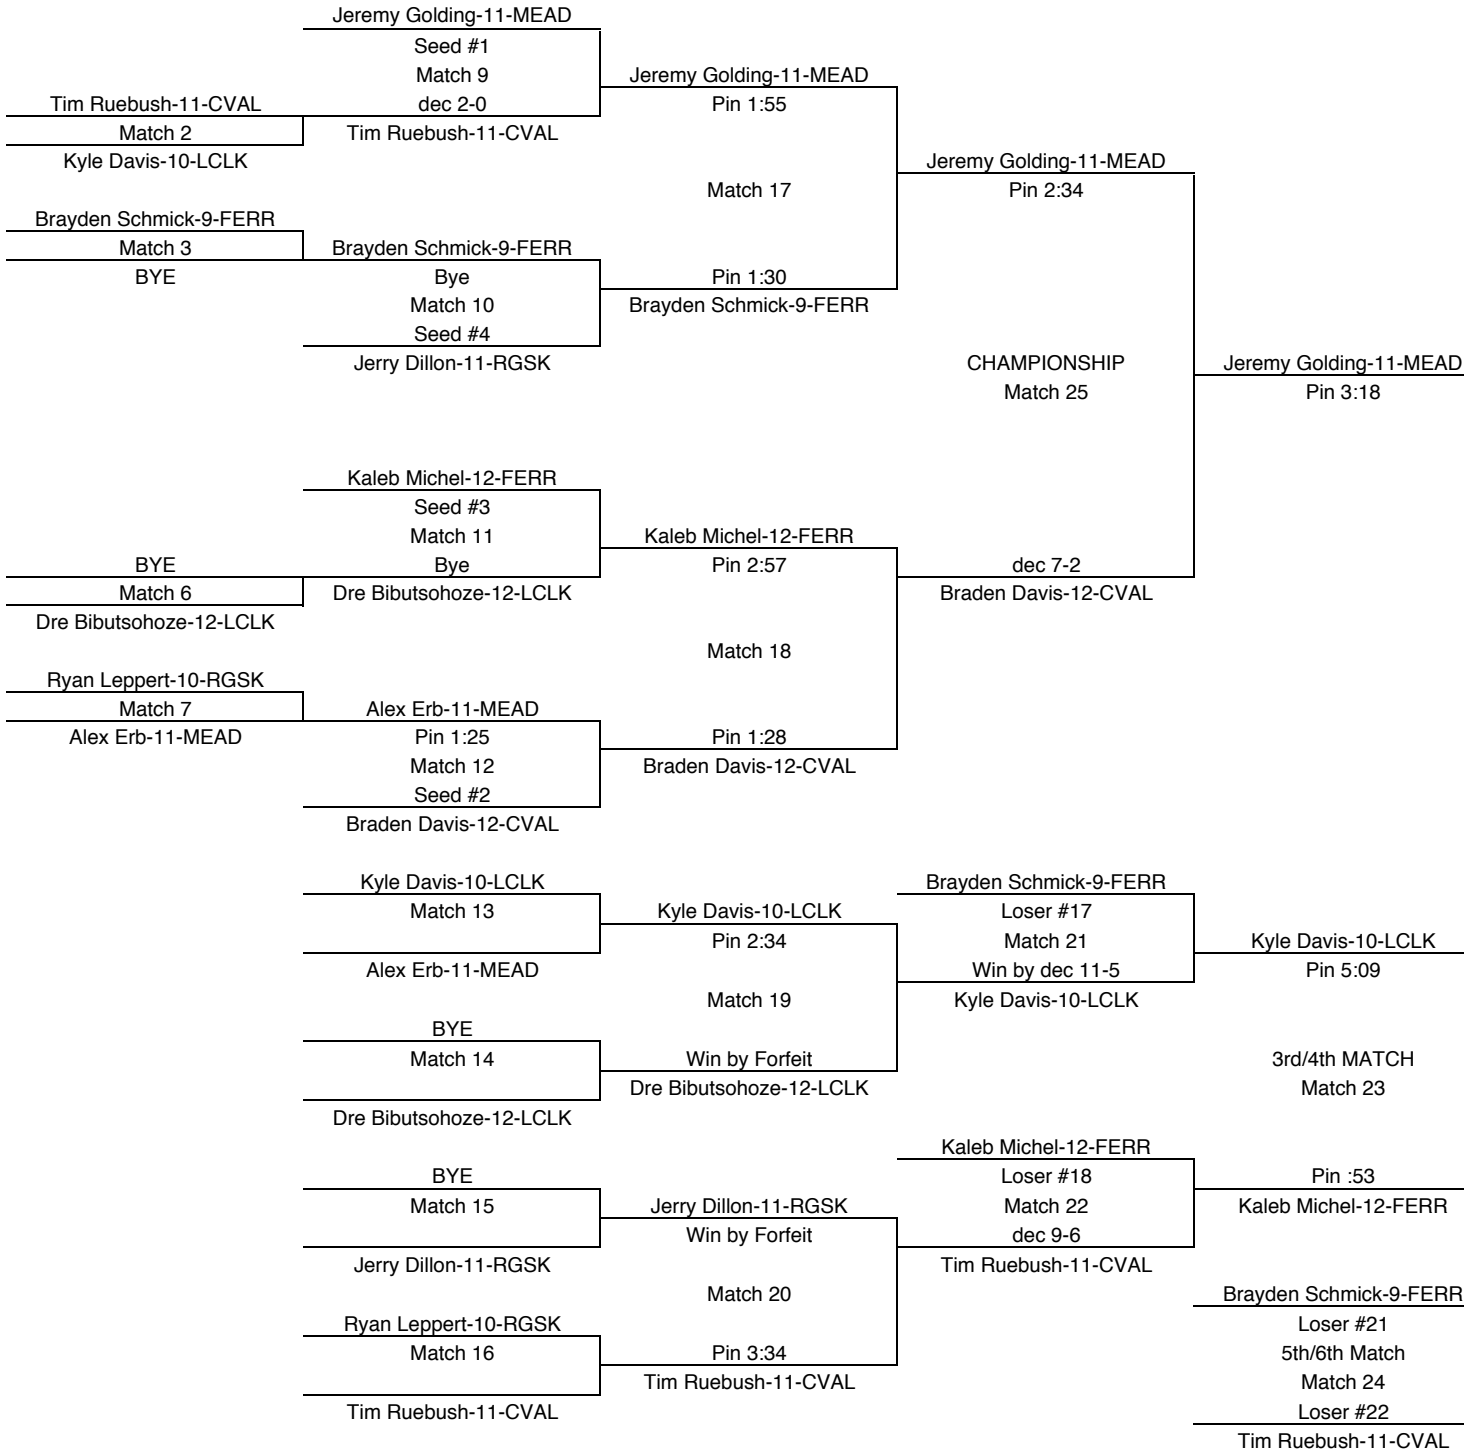 Jeremy Golding-11-MEAD
Seed #1
Match 9
Jeremy Golding-11-MEAD
Tim Ruebush-11-CVAL
dec 2-0
Pin 1:55
Match 2
Tim Ruebush-11-CVAL
Kyle Davis-10-LCLK
Jeremy Golding-11-MEAD
Match 17
Pin 2:34
Brayden Schmick-9-FERR
Match 3
Brayden Schmick-9-FERR
BYE
Bye
Pin 1:30
Match 10
Brayden Schmick-9-FERR
Seed #4
Jerry Dillon-11-RGSK
CHAMPIONSHIP
Jeremy Golding-11-MEAD
Match 25
Pin 3:18
Kaleb Michel-12-FERR
Seed #3
Match 11
Kaleb Michel-12-FERR
BYE
Bye
Pin 2:57
dec 7-2
Match 6
Dre Bibutsohoze-12-LCLK
Braden Davis-12-CVAL
Dre Bibutsohoze-12-LCLK
Match 18
Ryan Leppert-10-RGSK
Match 7
Alex Erb-11-MEAD
Alex Erb-11-MEAD
Pin 1:25
Pin 1:28
Match 12
Braden Davis-12-CVAL
Seed #2
Braden Davis-12-CVAL
Kyle Davis-10-LCLK
Brayden Schmick-9-FERR
Match 13
Kyle Davis-10-LCLK
Loser #17
Pin 2:34
Match 21
Kyle Davis-10-LCLK
Alex Erb-11-MEAD
Win by dec 11-5
Pin 5:09
Match 19
Kyle Davis-10-LCLK
BYE
Match 14
Win by Forfeit
3rd/4th MATCH
Dre Bibutsohoze-12-LCLK
Match 23
Dre Bibutsohoze-12-LCLK
Kaleb Michel-12-FERR
BYE
Loser #18
Pin :53
Match 15
Jerry Dillon-11-RGSK
Match 22
Kaleb Michel-12-FERR
Win by Forfeit
dec 9-6
Jerry Dillon-11-RGSK
Tim Ruebush-11-CVAL
Match 20
Brayden Schmick-9-FERR
Ryan Leppert-10-RGSK
Loser #21
Match 16
Pin 3:34
5th/6th Match
Tim Ruebush-11-CVAL
Match 24
Tim Ruebush-11-CVAL
Loser #22
Tim Ruebush-11-CVAL